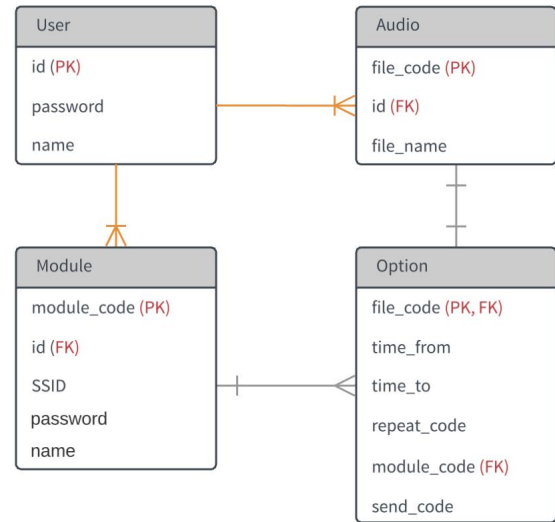 User
id (PK)
password
name
Audio
file_code (PK)
id (FK)
file_name
Module
module_code (PK)
id (FK)
SSID
password
name
Option
file_code (PK, FK)
time_from
time_to
repeat_code
module_code (FK)
send_code